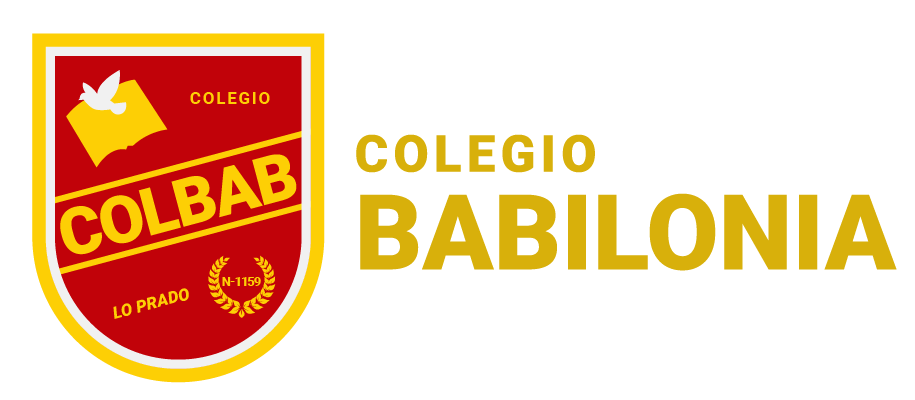 COLEGIO
COLBAB
LO PRADO
N-1159
COLEGIO
BABILONIA